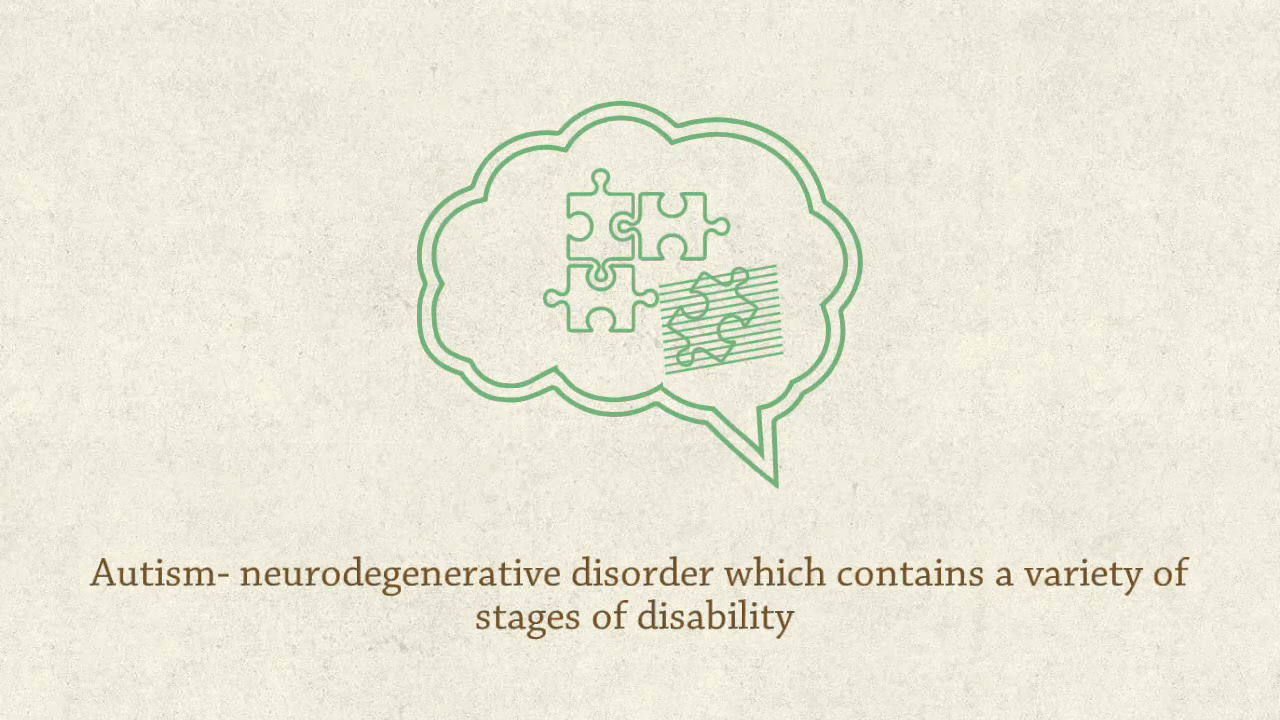 Autism- neurodegenerative disorder which contains a variety of
stages of disability